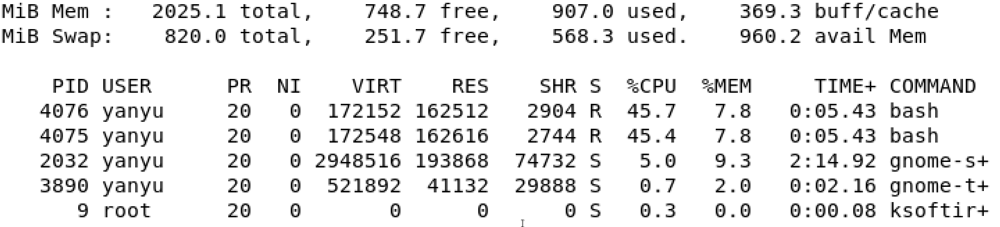 MiB Mem :   2025.1 total,    748.7 free,    907.0 used,    369.3 buff/cache
MiB Swap:    820.0 total,    251.7 free,    568.3 used.    960.2 avail Mem
    PID USER      PR  NI    VIRT    RES    SHR S  %CPU  %MEM     TIME+ COMMAND
   4076 yanyu     20   0  172152 162512   2904 R  45.7   7.8   0:05.43 bash
   4075 yanyu     20   0  172548 162616   2744 R  45.4   7.8   0:05.43 bash
   2032 yanyu     20   0 2948516 193868  74732 S   5.0   9.3   2:14.92 gnome-s+
   3890 yanyu     20   0  521892  41132  29888 S   0.7   2.0   0:02.16 gnome-t+
      9 root      20   0       0      0      0 S   0.3   0.0   0:00.08 ksoftir+